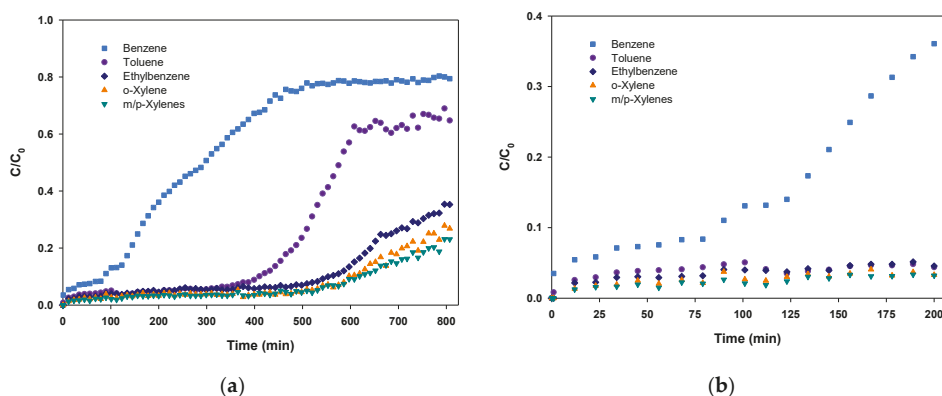 1.0
0.8
0.6
0.4
0.2
0.0
C/C0
Benzene
Toluene
Ethylbenzene
o-Xylene
m/p-Xylenes
0 100 200 300 400 500 600 700 800
Time (min)
(a)
0.4
0.3
0.2
0.1
0.0
C/C0
Benzene
Toluene
Ethylbenzene
o-Xylene
m/p-Xylenes
0 25 50 75 100 125 150 175 200
Time (min)
(b)